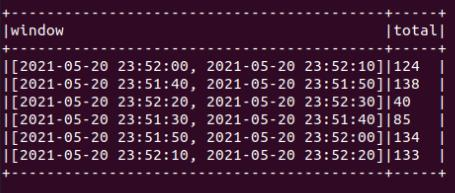 +------------------------------------------+-----+
|window                                    |total|
+------------------------------------------+-----+
|[2021-05-20 23:52:00, 2021-05-20 23:52:10]|124  |
|[2021-05-20 23:51:40, 2021-05-20 23:51:50]|138  |
|[2021-05-20 23:52:20, 2021-05-20 23:52:30]|40   |
|[2021-05-20 23:51:30, 2021-05-20 23:51:40]|85   |
|[2021-05-20 23:51:50, 2021-05-20 23:52:00]|134  |
|[2021-05-20 23:52:10, 2021-05-20 23:52:20]|133  |
+------------------------------------------+-----+